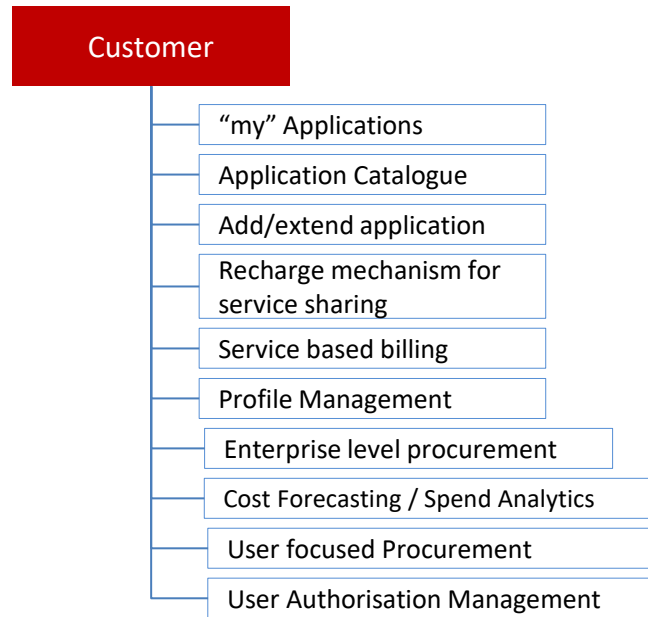 Customer
“my” Applications
Application Catalogue
Add/extend application
Recharge mechanism for
service sharing
Service based billing
Profile Management
Enterprise level procurement
Cost Forecasting / Spend Analytics
User focused Procurement
User Authorisation Management